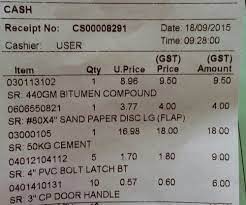 CASH
Receipt No: CS00008291 Date: 18/09/2015
Cashier: USER Time: 09:28:00
(GST) (GST)
Item Qty U.Price Price Amount
030113102 1 8.96 9.50 9.50
SR: 440GM BITUMEN COMPOUND
0606550821 1 3.77 4.00 4.00
SR: #80X4" SAND PAPER DISC LG (FLAP)
03000105 1 16.98 18.00 18.00
SR: 50KG CEMENT
04012104112 5 1.70 1.80 9.00
SR: 4" PVC BOLT LATCH BT
0401410131 10 0.57 0.60 6.00
SR: 3" CP DOOR HANDLE